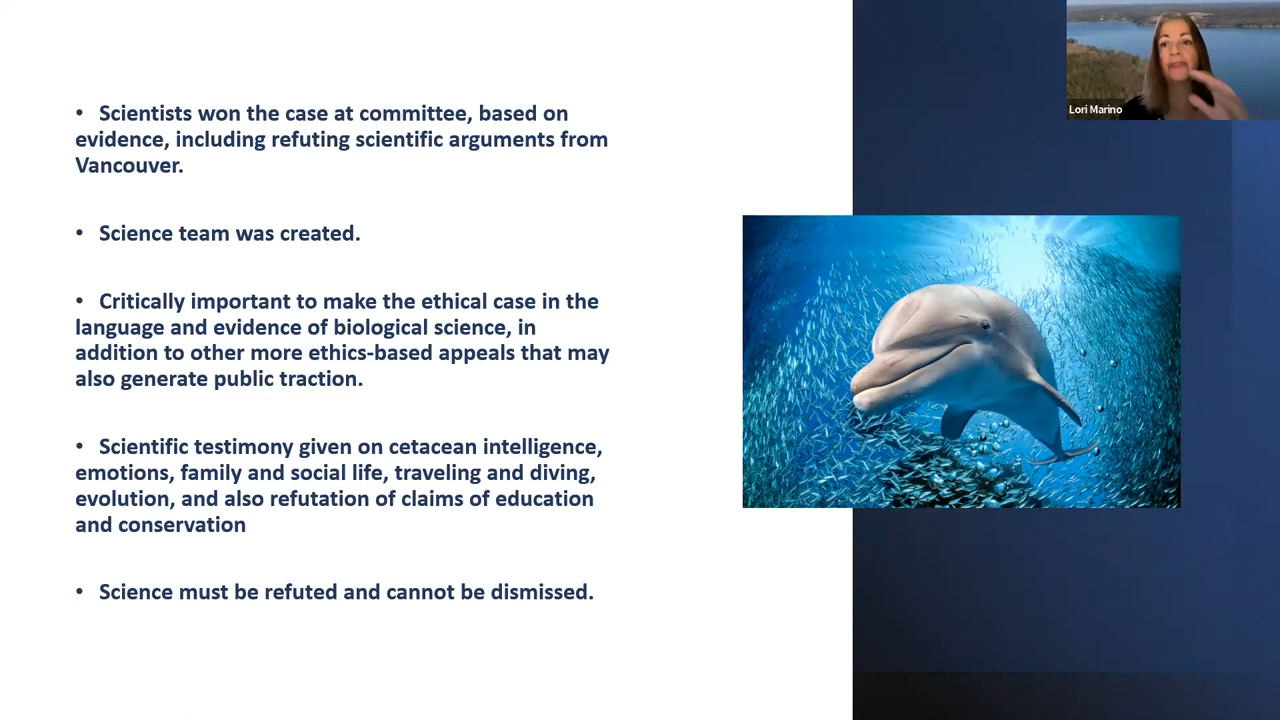 • Scientists won the case at committee, based on
evidence, including refuting scientific arguments from
Vancouver.
• Science team was created.
• Critically important to make the ethical case in the
language and evidence of biological science, in
addition to other more ethics-based appeals that may
also generate public traction.
• Scientific testimony given on cetacean intelligence,
emotions, family and social life, traveling and diving,
evolution, and also refutation of claims of education
and conservation
• Science must be refuted and cannot be dismissed.
Lori Marino